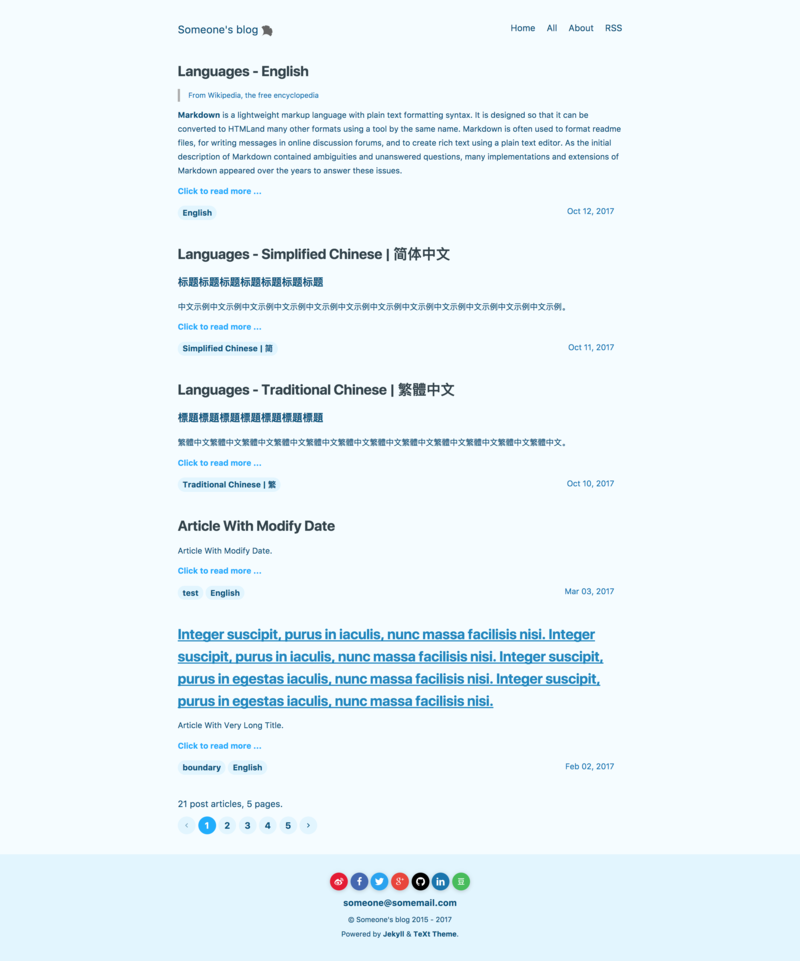 Someone's blog
Home All About RSS
Languages - English
From Wikipedia, the free encyclopedia
Markdown is a lightweight markup language with plain text formatting syntax. It is designed so that it can be
converted to HTMLand many other formats using a tool by the same name. Markdown is often used to format readme
files, for writing messages in online discussion forums, and to create rich text using a plain text editor. As the initial
description of Markdown contained ambiguities and unanswered questions, many implementations and extensions of
Markdown appeared over the years to answer these issues.
Click to read more ...
English Oct 12, 2017
Languages - Simplified Chinese | 简体中文
标题标题标题标题标题标题标题
中文示例中文示例中文示例中文示例中文示例中文示例中文示例中文示例中文示例中文示例中文示例中文示例。
Click to read more ...
Simplified Chinese | 简 Oct 11, 2017
Languages - Traditional Chinese | 繁體中文
標題標題標題標題標題標題標題
繁體中文繁體中文繁體中文繁體中文繁體中文繁體中文繁體中文繁體中文繁體中文繁體中文繁體中文繁體中文。
Click to read more ...
Traditional Chinese | 繁 Oct 10, 2017
Article With Modify Date
Article With Modify Date.
Click to read more ...
test English Mar 03, 2017
Integer suscipit, purus in iaculis, nunc massa facilisis nisi. Integer
suscipit, purus in iaculis, nunc massa facilisis nisi. Integer suscipit,
purus in egestas iaculis, nunc massa facilisis nisi. Integer suscipit,
purus in egestas iaculis, nunc massa facilisis nisi.
Article With Very Long Title.
Click to read more ...
boundary English Feb 02, 2017
21 post articles, 5 pages.
‹ 1 2 3 4 5 ›
someone@somemail.com
© Someone's blog 2015 - 2017
Powered by Jekyll & TeXt Theme.